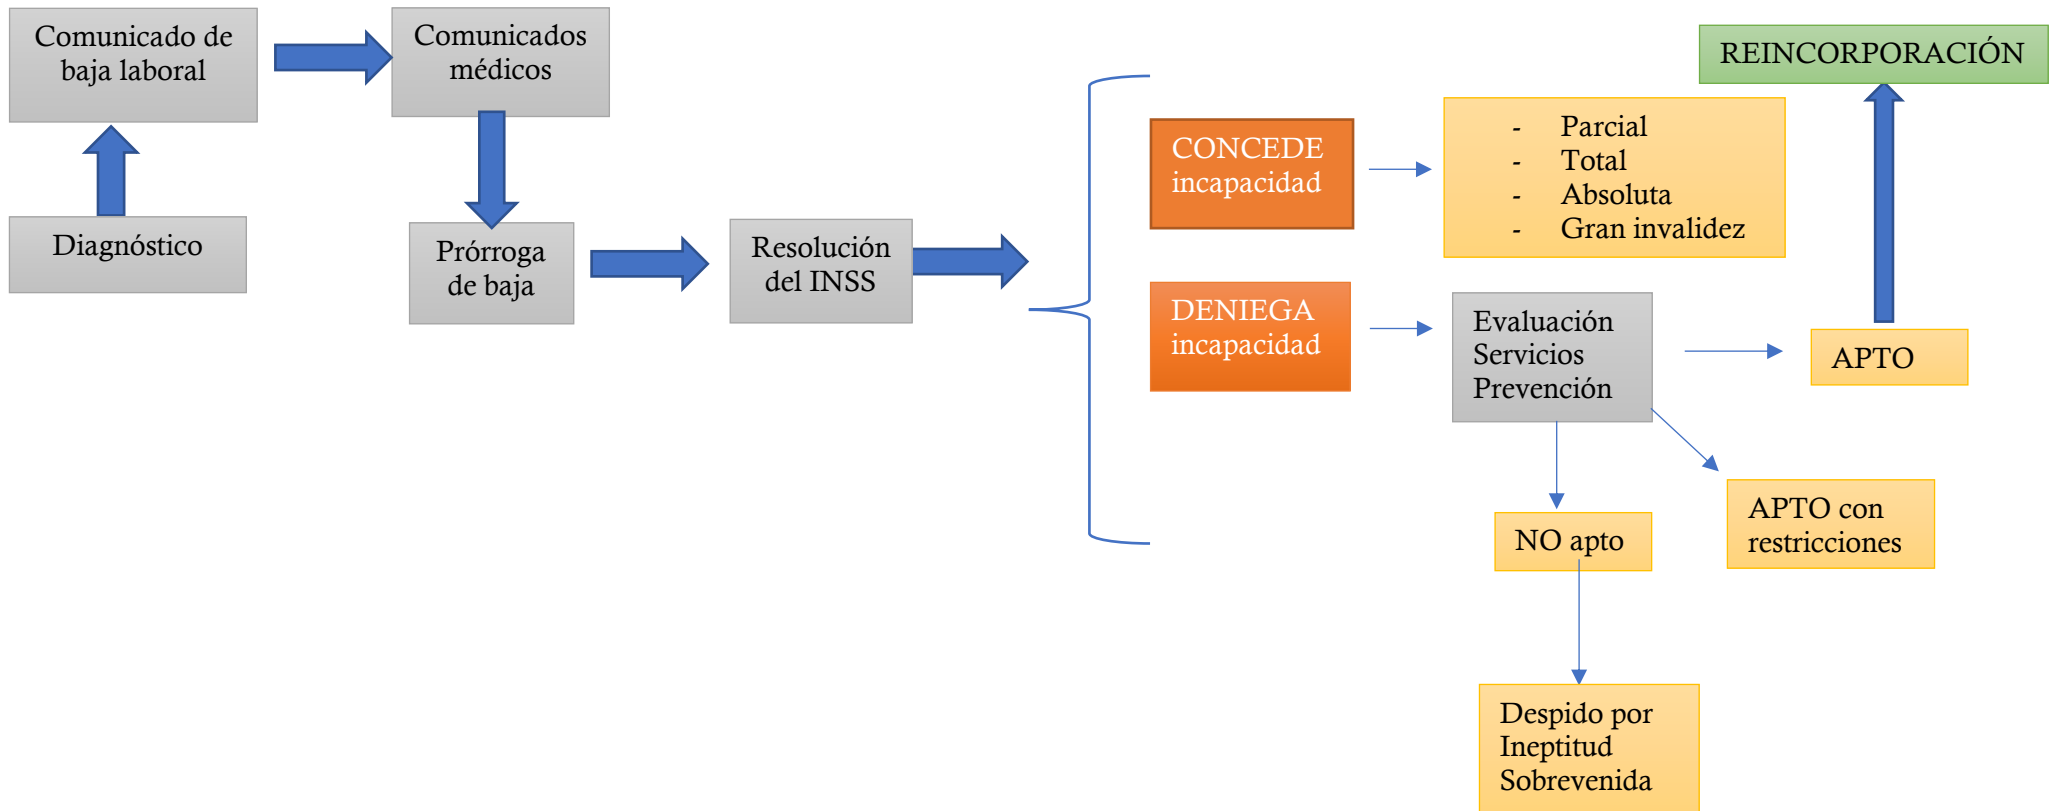 Comunicado de
baja laboral
Comunicados
médicos
REINCORPORACIÓN
Diagnóstico
Prórroga
de baja
Resolución
del INSS
CONCEDE
incapacidad
- Parcial
- Total
- Absoluta
- Gran invalidez
DENIEGA
incapacidad
Evaluación
Servicios
Prevención
APTO
APTO con
restricciones
NO apto
Despido por
Ineptitud
Sobrevenida